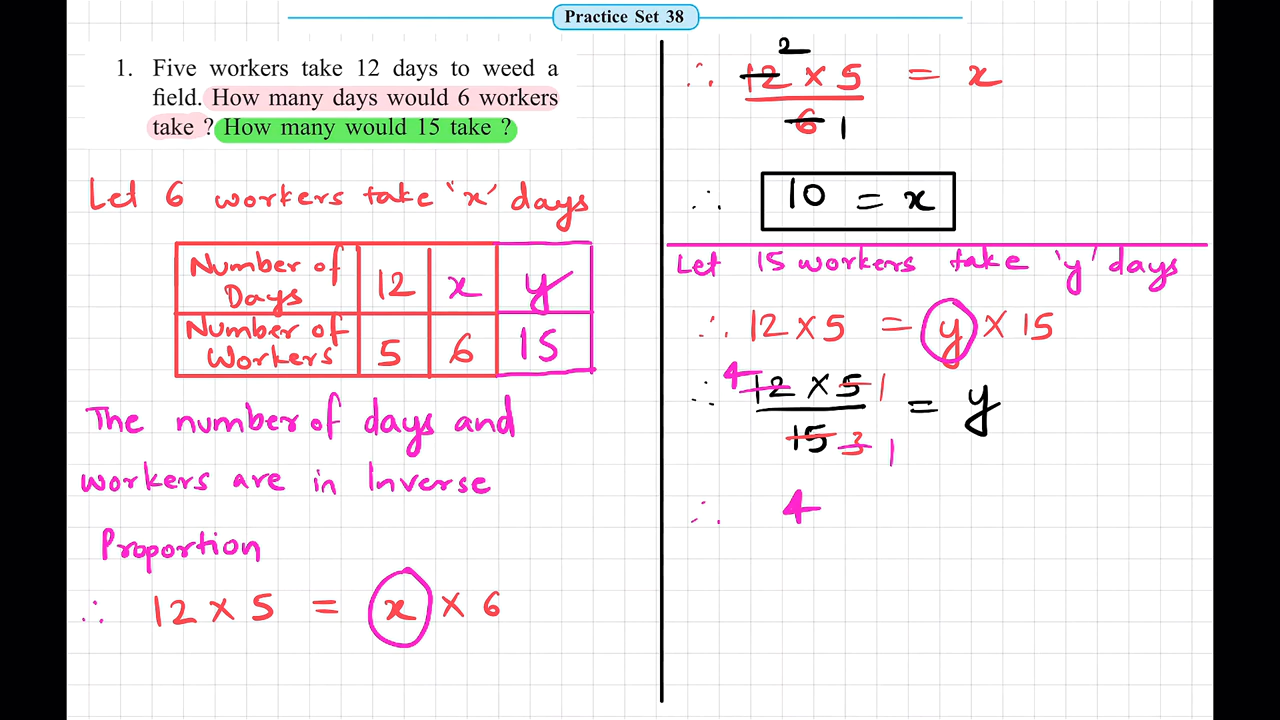 Practice Set 38
1. Five workers take 12 days to weed a
field. How many days would 6 workers
take ? How many would 15 take ?
Let 6 workers take 'x' days
Number of Days 12 x y
Number of Workers 5 6 15
The number of days and
workers are in Inverse
Proportion
∴ 12 × 5 = x × 6
2
∴ 12 × 5 = x
6 1
∴ 10 = x
Let 15 workers take 'y' days
∴ 12 × 5 = y × 15
4
∴ 12 × 5 1 = y
15 3 1
∴ 4